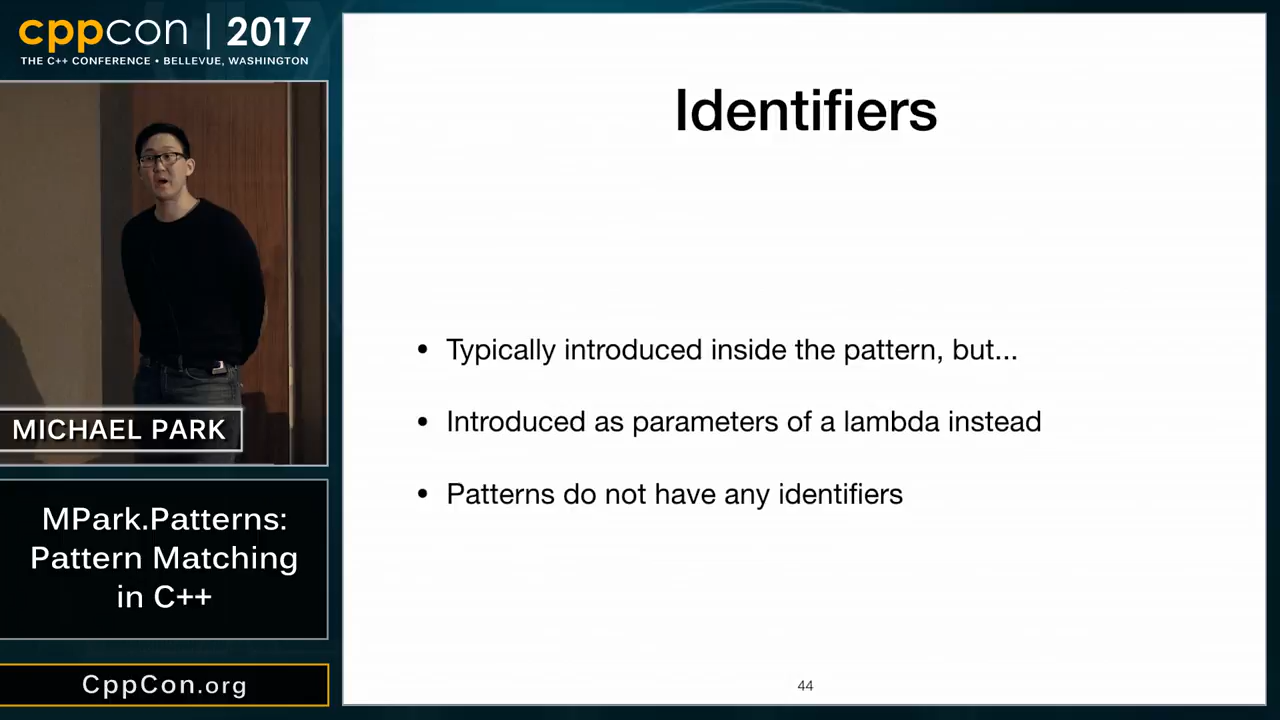 cppcon | 2017
THE C++ CONFERENCE • BELLEVUE, WASHINGTON
MICHAEL PARK
MPark.Patterns:
Pattern Matching
in C++
CppCon.org
Identifiers
• Typically introduced inside the pattern, but...
• Introduced as parameters of a lambda instead
• Patterns do not have any identifiers
44